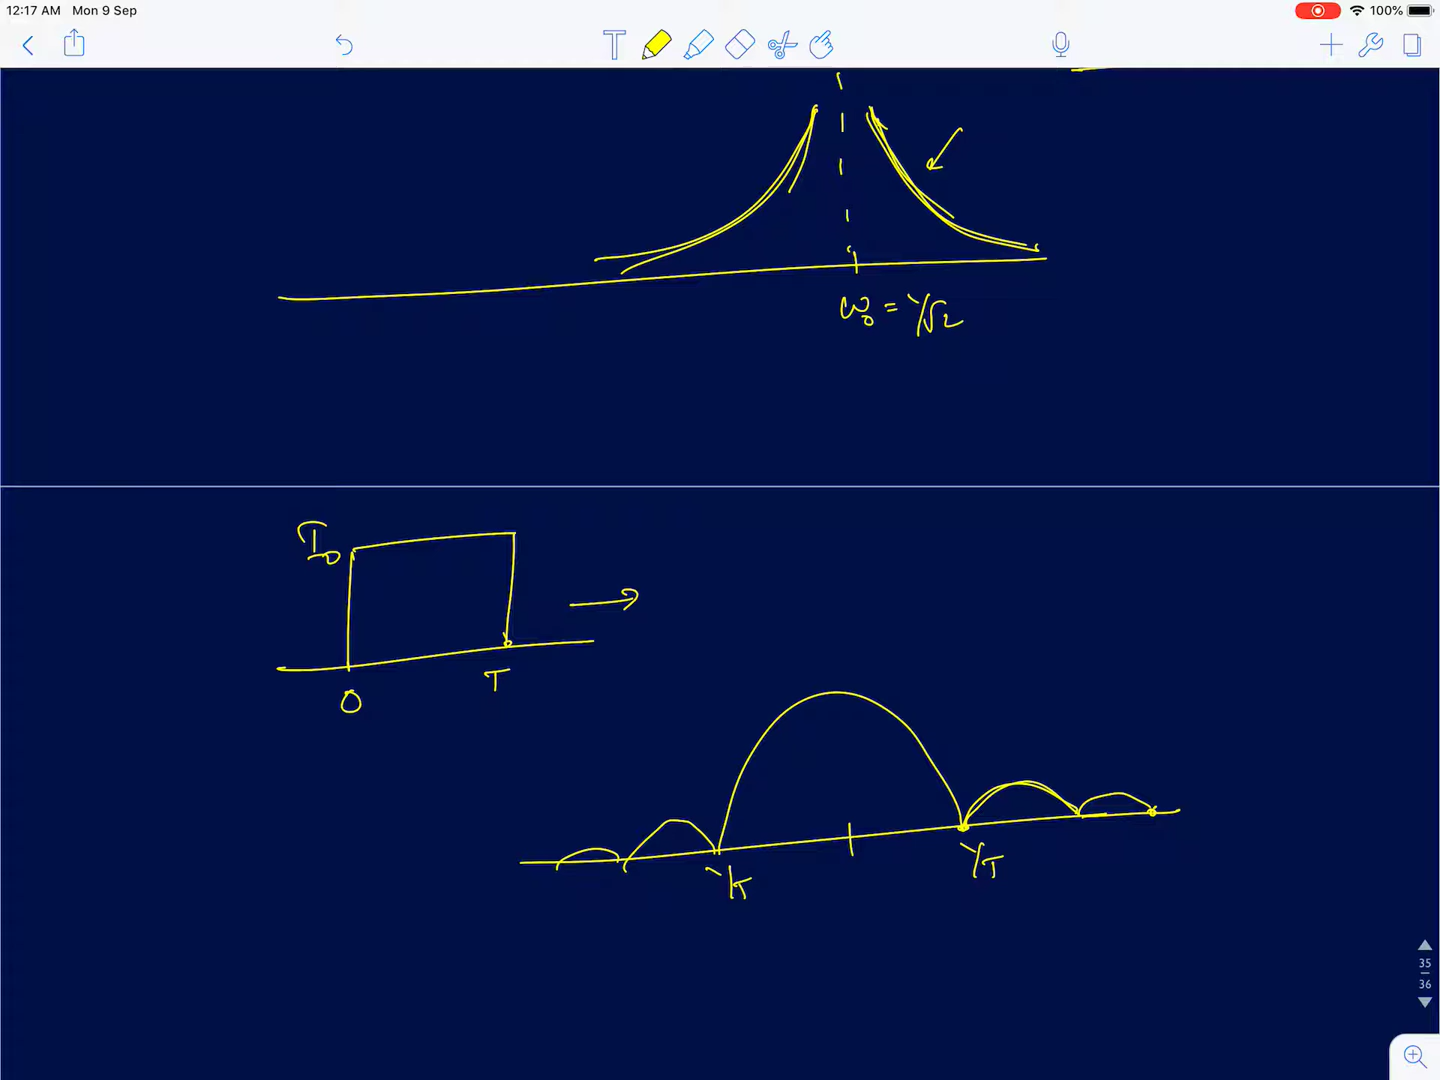 12:17 AM Mon 9 Sep
100%
T
ω₀ = 1/√2
I₀
0
T
-1/T
1/T
35
36